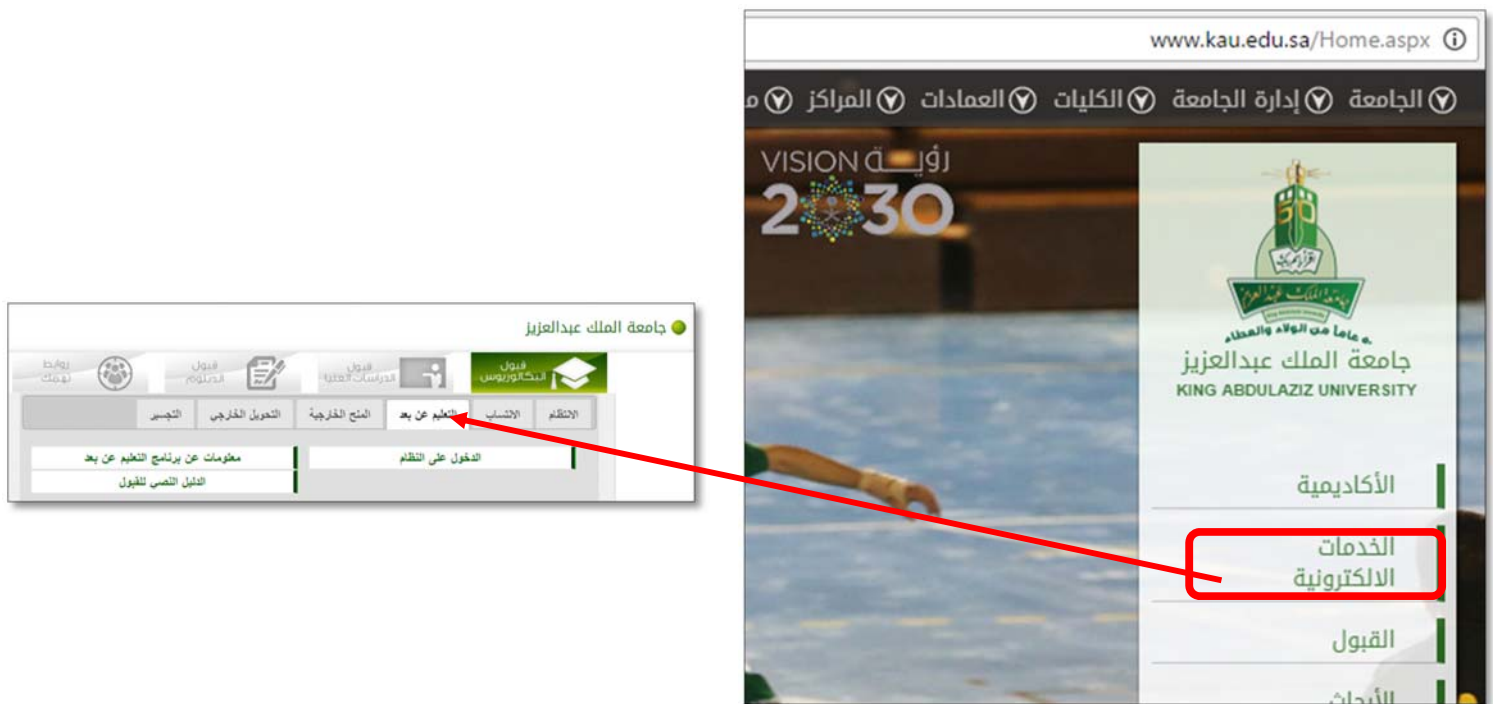 www.kau.edu.sa/Home.aspx
الجامعة إدارة الجامعة الكليات العمادات المراكز
رؤيـــة VISION
2030
جامعة الملك عبدالعزيز
KING ABDULAZIZ UNIVERSITY
الأكاديمية
الخدمات
الالكترونية
القبول
الأبحاث
جامعة الملك عبدالعزيز
قبول
البكالوريوس
قبول
الدراسات العليا
قبول
الدبلوم
روابط
تهمك
الانتظام الانتساب التعليم عن بعد المنح الخارجية التحويل الخارجي التجسير
الدخول على النظام
معلومات عن برنامج التعليم عن بعد
الدليل النصي للقبول